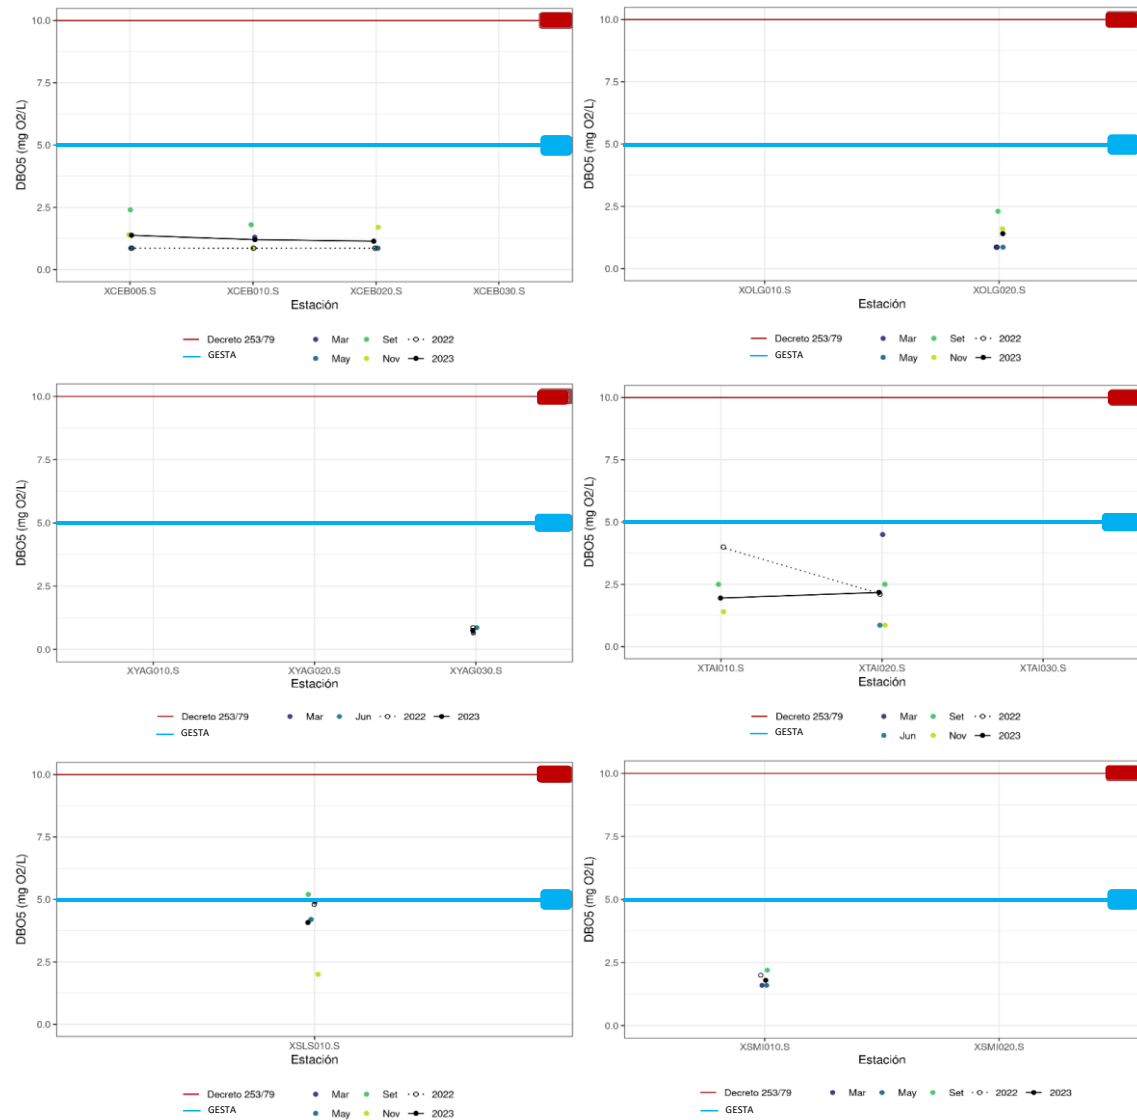 10.0
7.5
5.0
2.5
0.0
DBO5 (mg O2/L)
XCEB005.S XCEB010.S XCEB020.S XCEB030.S
Estación
Decreto 253/79 Mar Set 2022
GESTA May Nov 2023
10.0
7.5
5.0
2.5
0.0
DBO5 (mg O2/L)
XOLG010.S XOLG020.S
Estación
Decreto 253/79 Mar Set 2022
GESTA May Nov 2023
10.0
7.5
5.0
2.5
0.0
DBO5 (mg O2/L)
XYAG010.S XYAG020.S XYAG030.S
Estación
Decreto 253/79 Mar Jun 2022 2023
GESTA
10.0
7.5
5.0
2.5
0.0
DBO5 (mg O2/L)
XTAI010.S XTAI020.S XTAI030.S
Estación
Decreto 253/79 Mar Set 2022
GESTA Jun Nov 2023
10.0
7.5
5.0
2.5
0.0
DBO5 (mg O2/L)
XSLS010.S
Estación
Decreto 253/79 Mar Set 2022
GESTA May Nov 2023
10.0
7.5
5.0
2.5
0.0
DBO5 (mg O2/L)
XSMI010.S XSMI020.S
Estación
Decreto 253/79 Mar May Set 2022 2023
GESTA